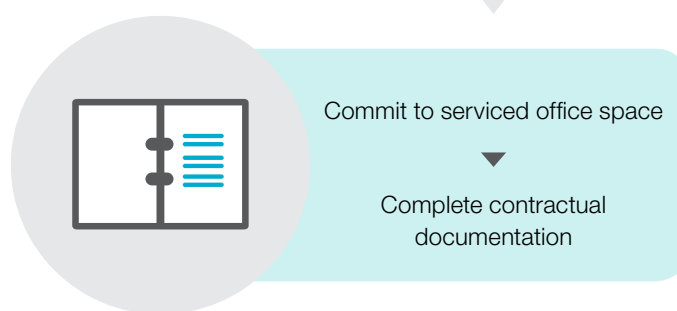 Commit to serviced office space
Complete contractual
documentation